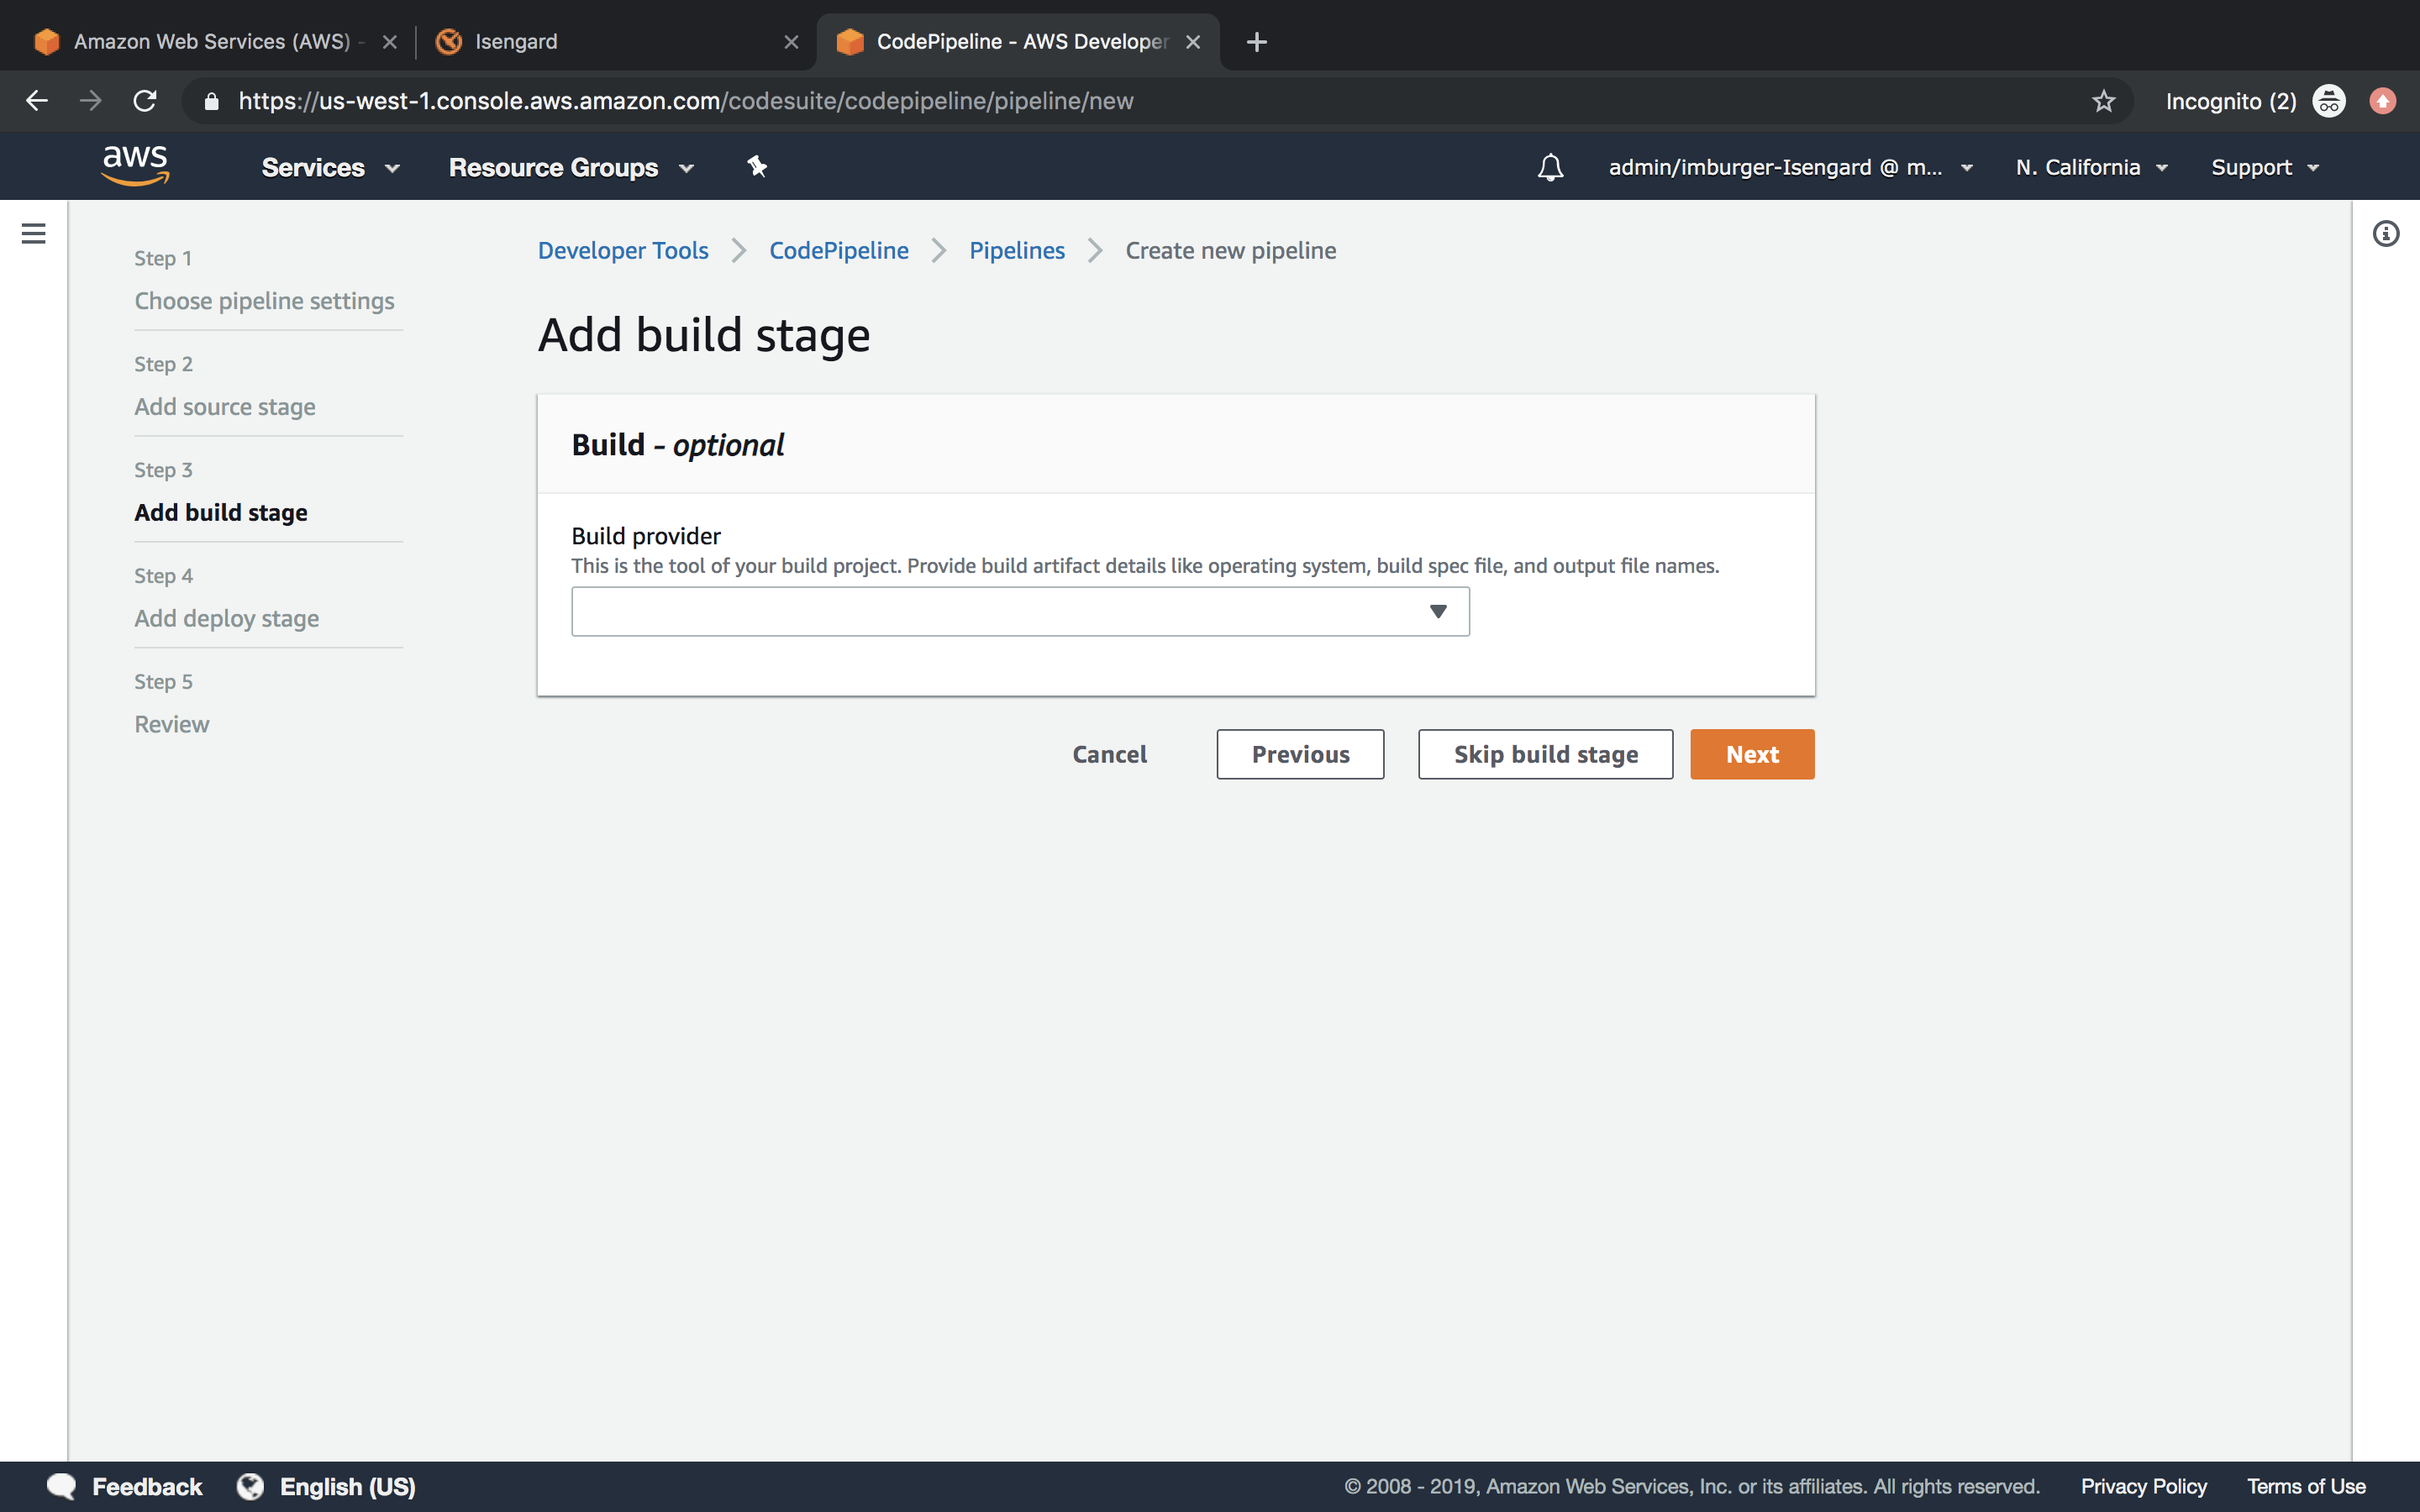 Amazon Web Services (AWS) -
Isengard
CodePipeline - AWS Developer
https://us-west-1.console.aws.amazon.com/codesuite/codepipeline/pipeline/new
Incognito (2)
aws
Services
Resource Groups
admin/imburger-Isengard @ m...
N. California
Support
Step 1
Choose pipeline settings
Step 2
Add source stage
Step 3
Add build stage
Step 4
Add deploy stage
Step 5
Review
Developer Tools
CodePipeline
Pipelines
Create new pipeline
Add build stage
Build - optional
Build provider
This is the tool of your build project. Provide build artifact details like operating system, build spec file, and output file names.
Cancel
Previous
Skip build stage
Next
Feedback
English (US)
© 2008 - 2019, Amazon Web Services, Inc. or its affiliates. All rights reserved.
Privacy Policy
Terms of Use